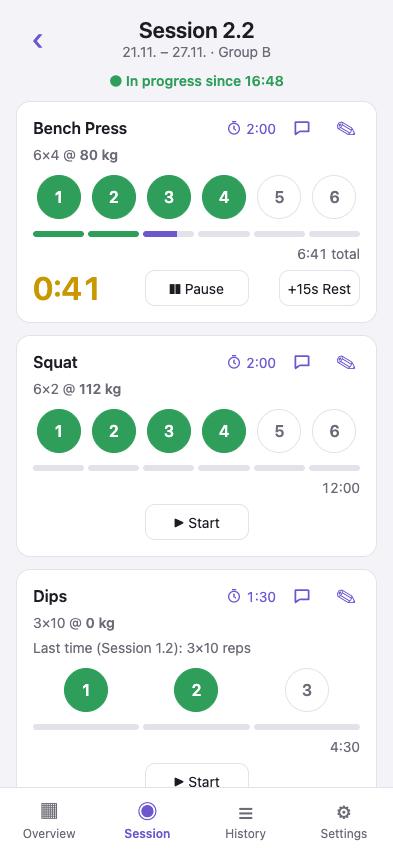 Session 2.2
21.11. – 27.11. · Group B
In progress since 16:48
Bench Press 2:00
6×4 @ 80 kg
1 2 3 4 5 6
6:41 total
0:41 Pause +15s Rest
Squat 2:00
6×2 @ 112 kg
1 2 3 4 5 6
12:00
Start
Dips 1:30
3×10 @ 0 kg
Last time (Session 1.2): 3×10 reps
1 2 3
4:30
Start
Overview Session History Settings